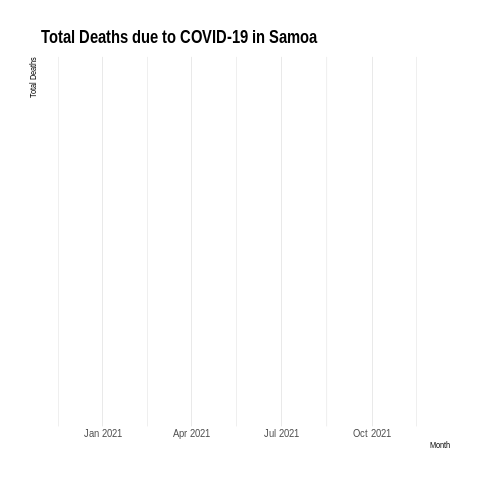 Total Deaths due to COVID-19 in Samoa
Total Deaths
Jan 2021
Apr 2021
Jul 2021
Oct 2021
Month